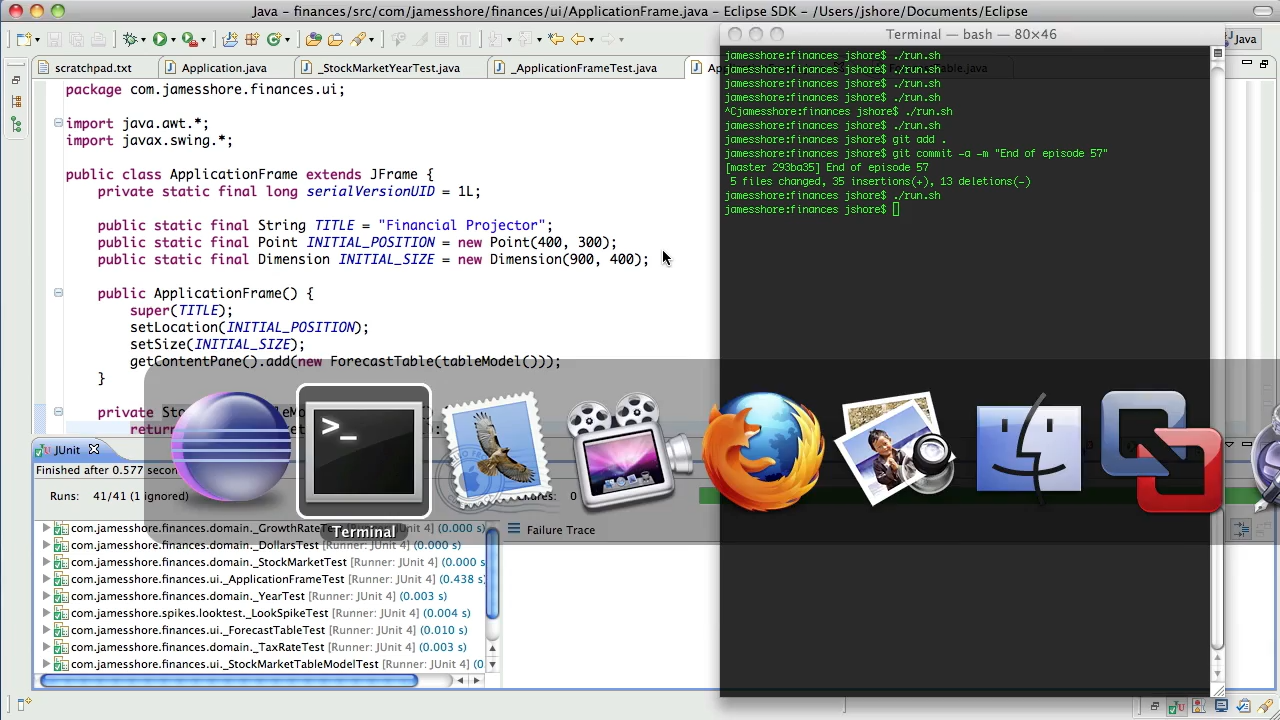 Java - finances/src/com/jamesshore/finances/ui/ApplicationFrame.java - Eclipse SDK - /Users/jshore/Documents/Eclipse
Java
scratchpad.txt
Application.java
_StockMarketYearTest.java
_ApplicationFrameTest.java
package com.jamesshore.finances.ui;
import java.awt.*;
import javax.swing.*;
public class ApplicationFrame extends JFrame {
private static final long serialVersionUID = 1L;
public static final String TITLE = "Financial Projector";
public static final Point INITIAL_POSITION = new Point(400, 300);
public static final Dimension INITIAL_SIZE = new Dimension(900, 400);
public ApplicationFrame() {
super(TITLE);
setLocation(INITIAL_POSITION);
setSize(INITIAL_SIZE);
getContentPane().add(new ForecastTable(tableModel()));
}
private
Terminal — bash — 80×46
jamesshore:finances jshore$ ./run.sh
jamesshore:finances jshore$ ./run.sh
jamesshore:finances jshore$ ./run.sh
jamesshore:finances jshore$ ./run.sh
^Cjamesshore:finances jshore$ ./run.sh
jamesshore:finances jshore$ ./run.sh
jamesshore:finances jshore$ git add .
jamesshore:finances jshore$ git commit -a -m "End of episode 57"
[master 293ba35] End of episode 57
5 files changed, 35 insertions(+), 13 deletions(-)
jamesshore:finances jshore$ ./run.sh
jamesshore:finances jshore$
Terminal
JUnit
Finished after 0.577
Runs: 41/41 (1 ignored)
0
com.jamesshore.finances.domain._GrowthRateTest [Runner: JUnit 4] (0.000 s)
com.jamesshore.finances.domain._DollarsTest [Runner: JUnit 4] (0.000 s)
com.jamesshore.finances.domain._StockMarketTest [Runner: JUnit 4] (0.000 s
com.jamesshore.finances.ui._ApplicationFrameTest [Runner: JUnit 4] (0.438 s
com.jamesshore.finances.domain._YearTest [Runner: JUnit 4] (0.003 s)
com.jamesshore.spikes.looktest._LookSpikeTest [Runner: JUnit 4] (0.004 s)
com.jamesshore.finances.ui._ForecastTableTest [Runner: JUnit 4] (0.010 s)
com.jamesshore.finances.domain._TaxRateTest [Runner: JUnit 4] (0.003 s)
com.jamesshore.finances.ui._StockMarketTableModelTest [Runner: JUnit 4] (0
Failure Trace